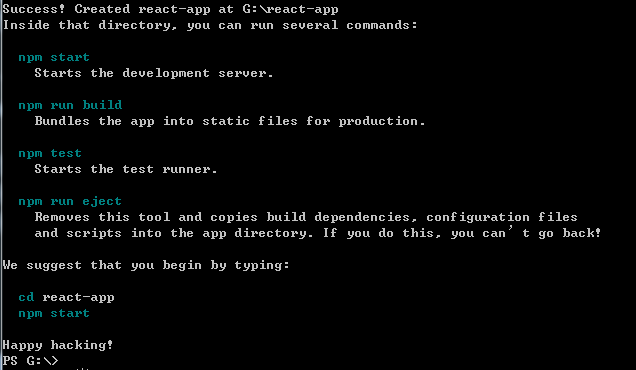 Success! Created react-app at G:\react-app
Inside that directory, you can run several commands:
npm start
Starts the development server.
npm run build
Bundles the app into static files for production.
npm test
Starts the test runner.
npm run eject
Removes this tool and copies build dependencies, configuration files
and scripts into the app directory. If you do this, you can’t go back!
We suggest that you begin by typing:
cd react-app
npm start
Happy hacking!
PS G:\>